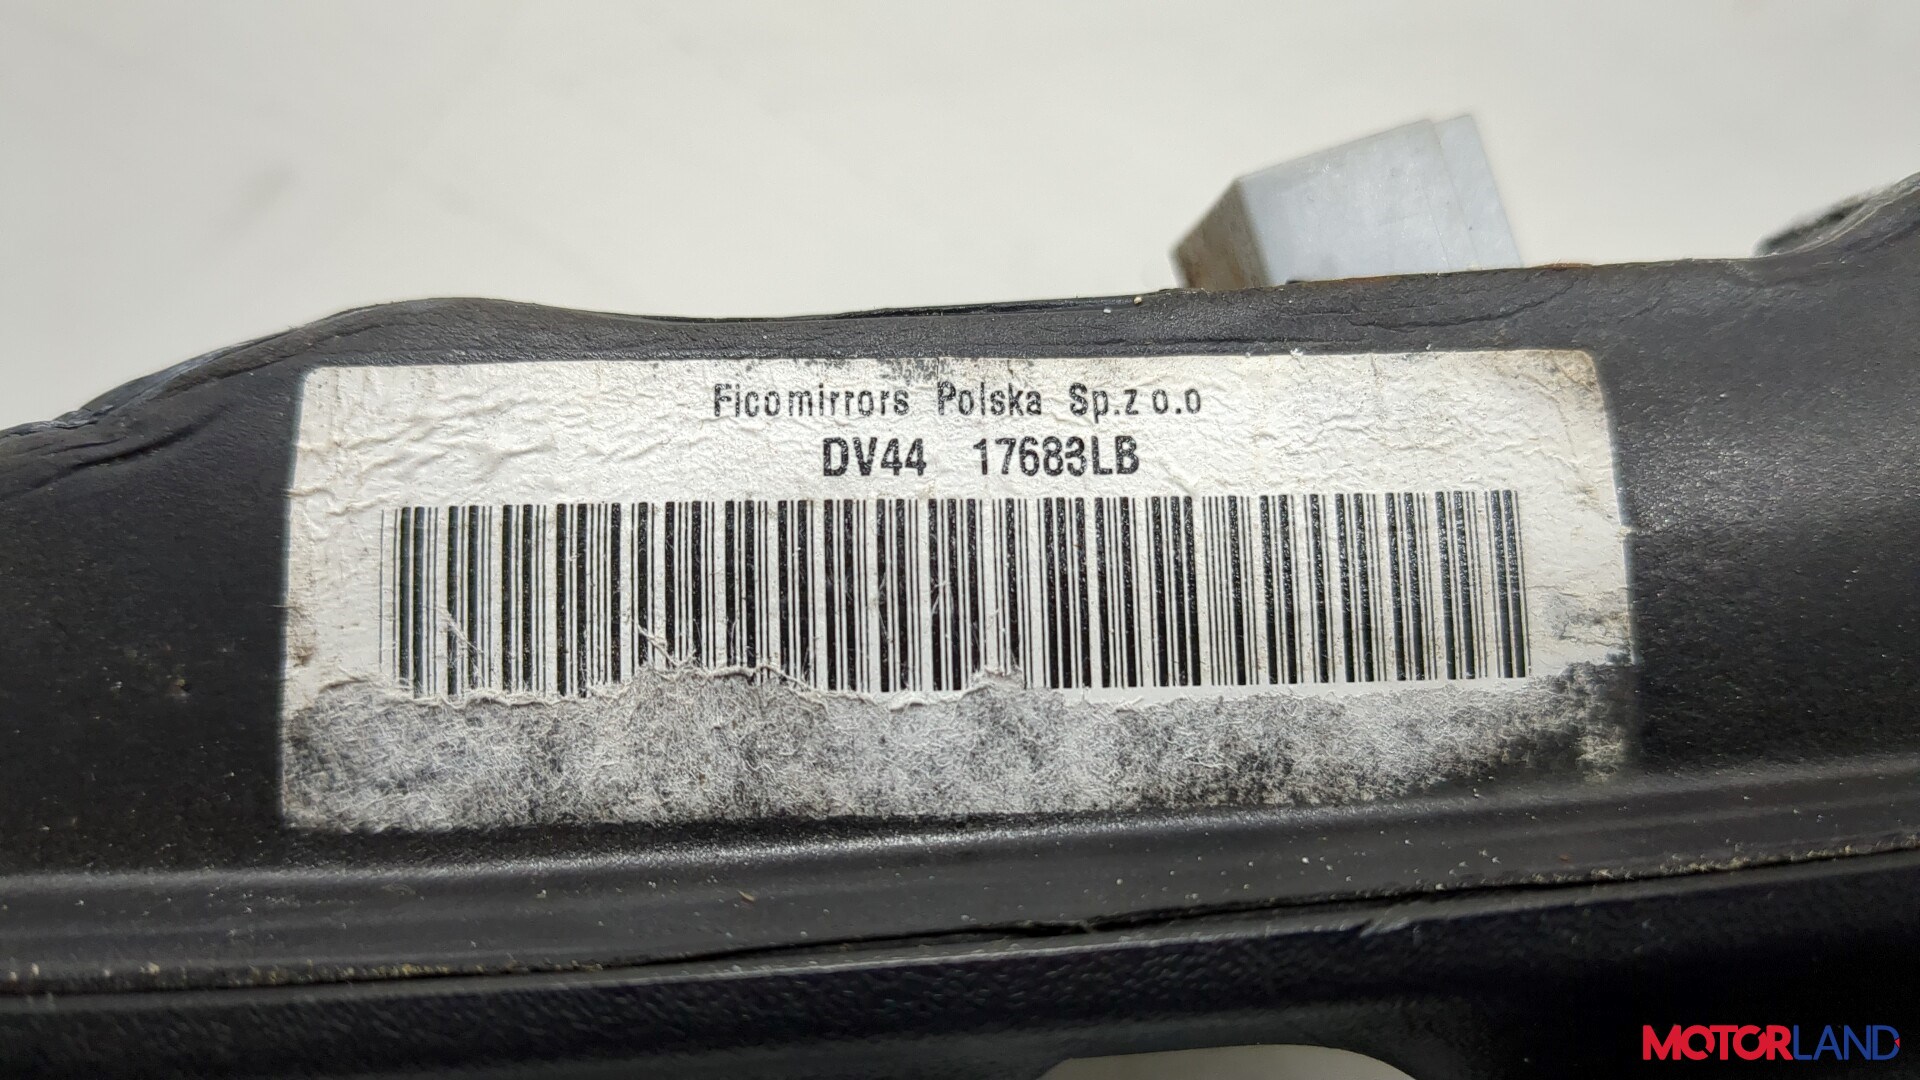 Ficomirrors Polska Sp.z o.o
DV44 17683LB
MOTORLAND